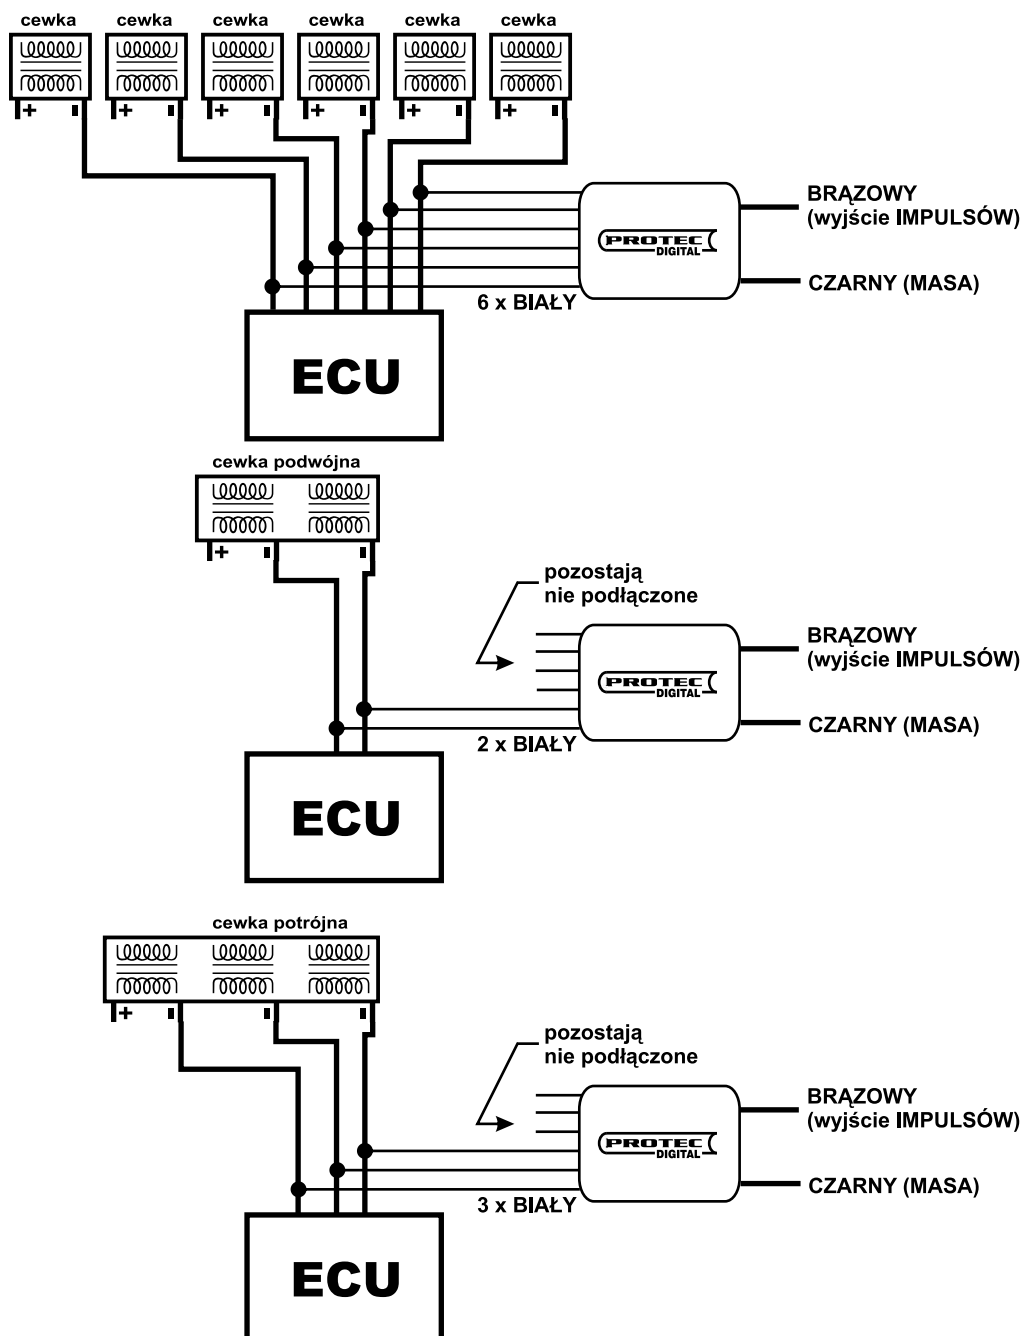 cewka cewka cewka cewka cewka cewka
+ - + - + - + - + - + -
BRĄZOWY
(wyjście IMPULSÓW)
PROTEC
DIGITAL
CZARNY (MASA)
6 x BIAŁY
ECU
cewka podwójna
+ - -
pozostają
nie podłączone
BRĄZOWY
(wyjście IMPULSÓW)
PROTEC
DIGITAL
CZARNY (MASA)
2 x BIAŁY
ECU
cewka potrójna
+ - - -
pozostają
nie podłączone
BRĄZOWY
(wyjście IMPULSÓW)
PROTEC
DIGITAL
CZARNY (MASA)
3 x BIAŁY
ECU